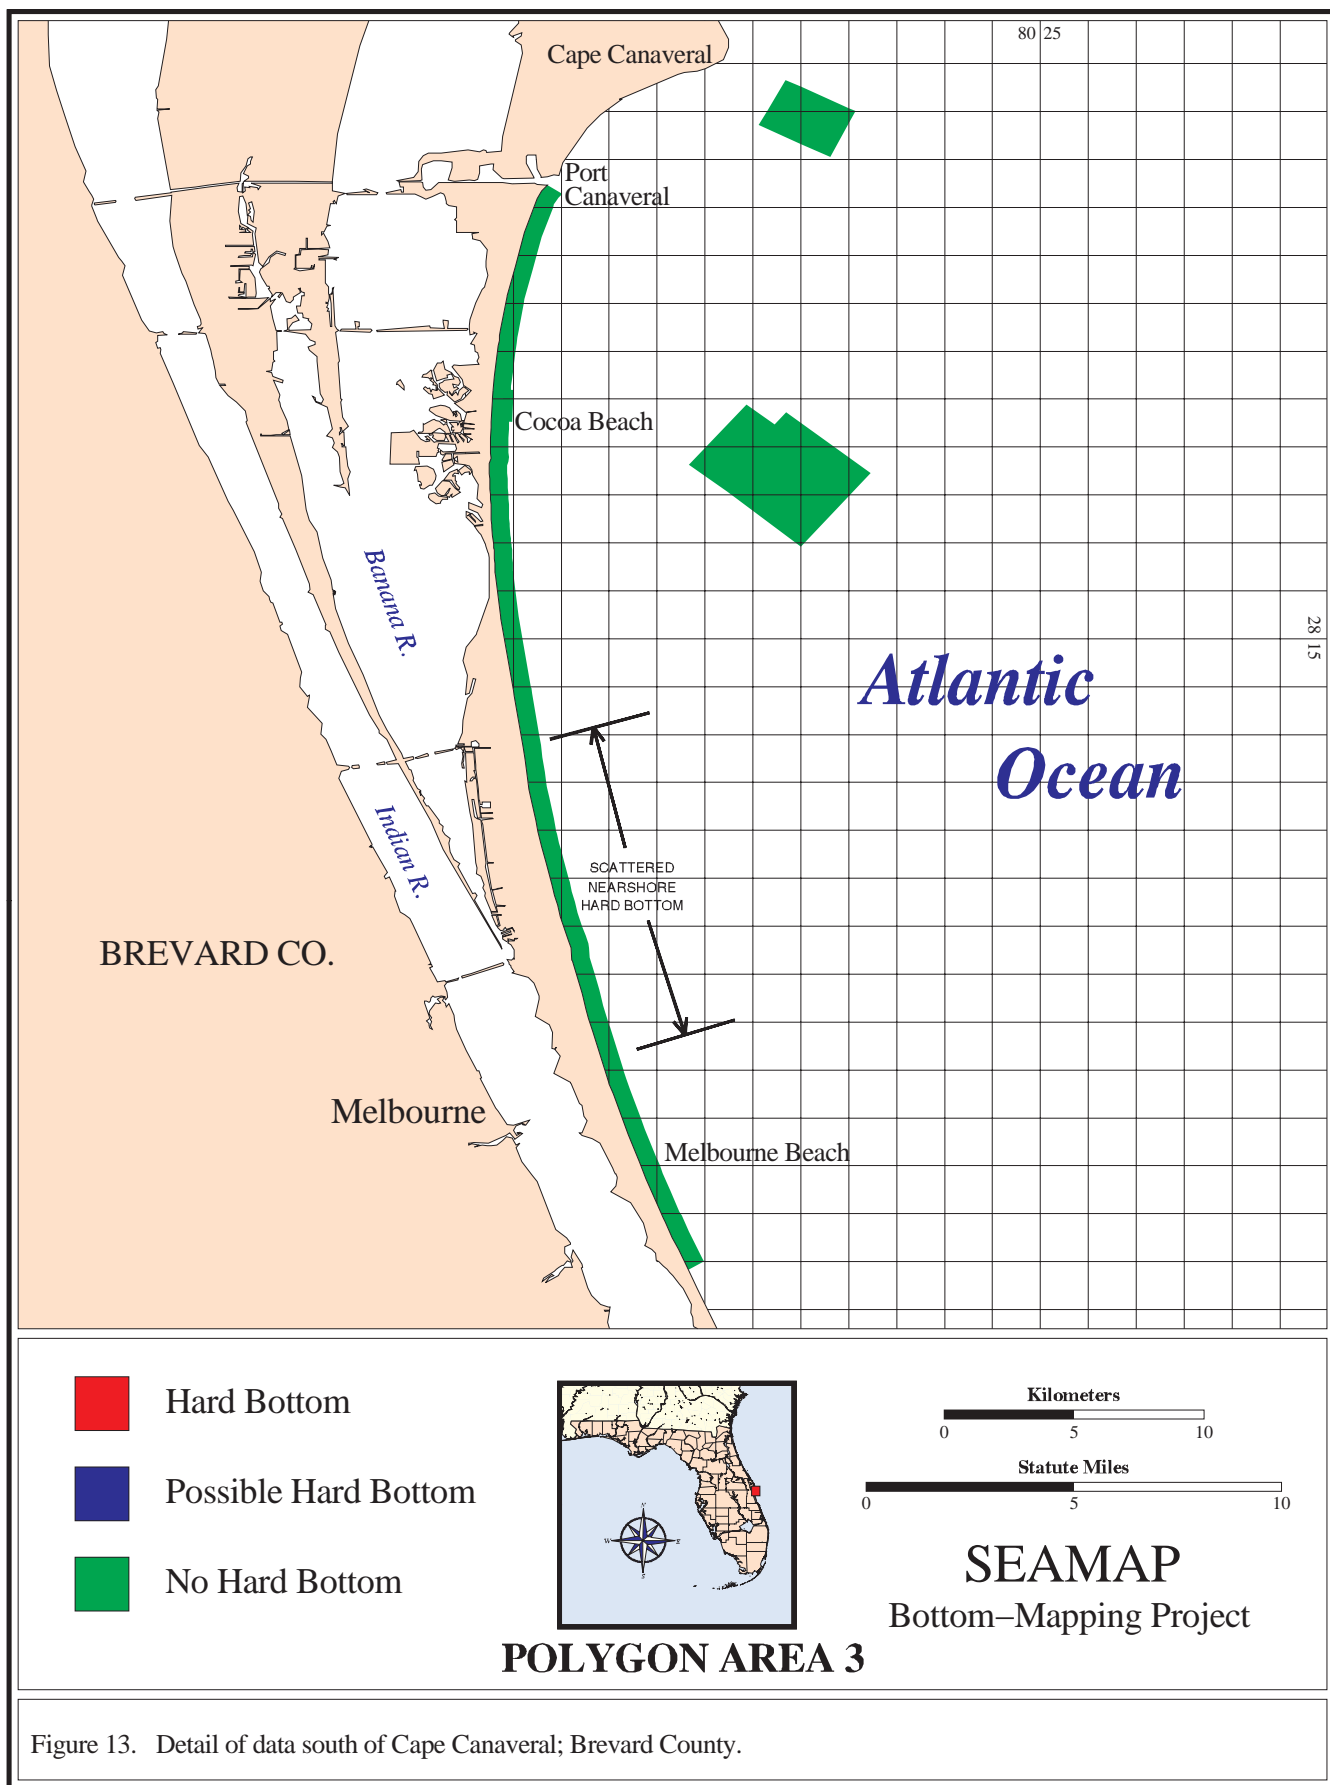 80 25
Cape Canaveral
Port
Canaveral
Cocoa Beach
Banana R.
28 15
Atlantic
Ocean
Indian R.
SCATTERED
NEARSHORE
HARD BOTTOM
BREVARD CO.
Melbourne
Melbourne Beach
Hard Bottom
Possible Hard Bottom
No Hard Bottom
N
W E
S
POLYGON AREA 3
Kilometers
0 5 10
Statute Miles
0 5 10
SEAMAP
Bottom–Mapping Project
Figure 13. Detail of data south of Cape Canaveral; Brevard County.